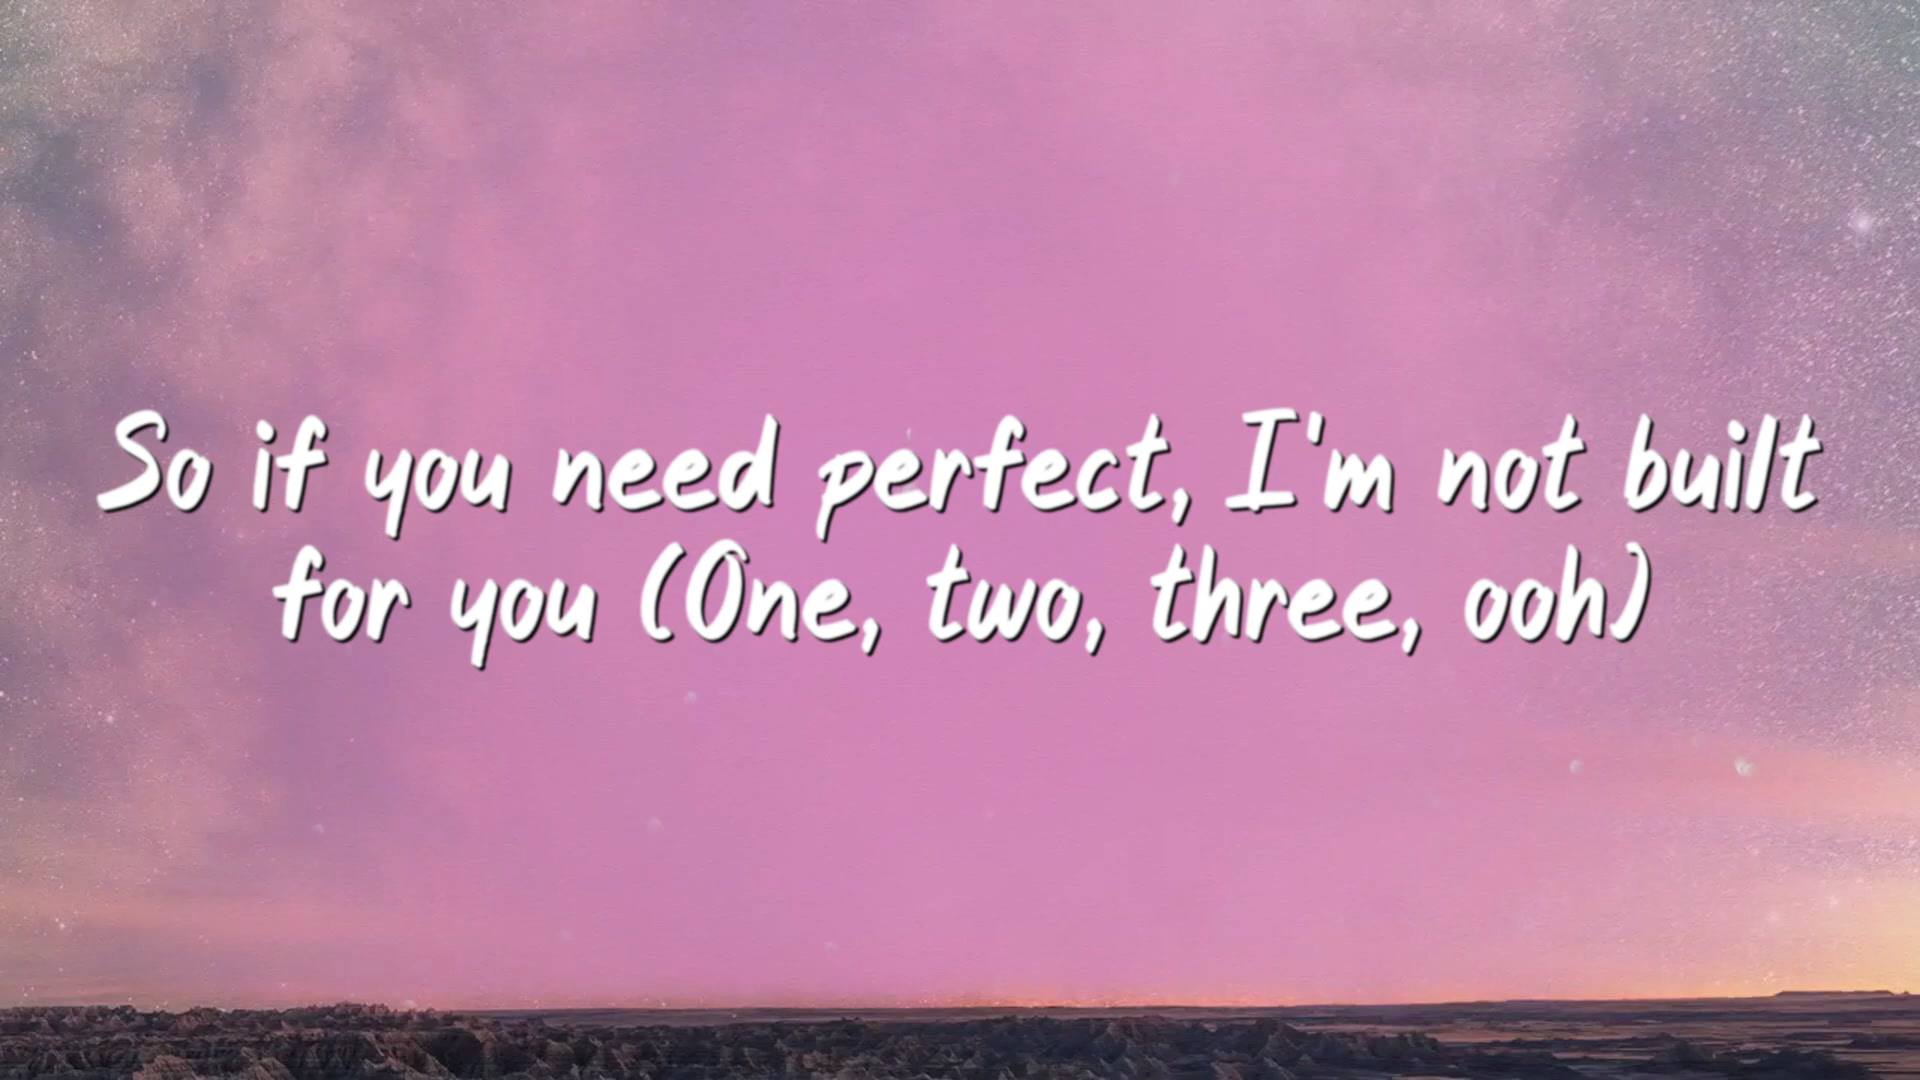 So if you need perfect, I'm not built
for you (One, two, three, ooh)